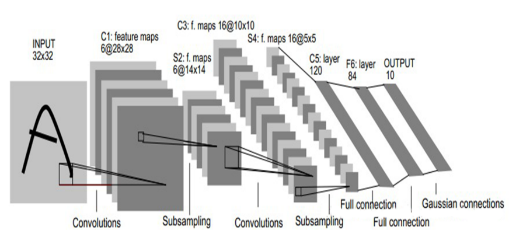 INPUT
32x32
C1: feature maps
6@28x28
C3: f. maps 16@10x10
S2: f. maps
6@14x14
S4: f. maps 16@5x5
C5: layer
120
F6: layer
84
OUTPUT
10
A
Convolutions
Subsampling
Convolutions
Subsampling
Full connection
Full connection
Gaussian connections